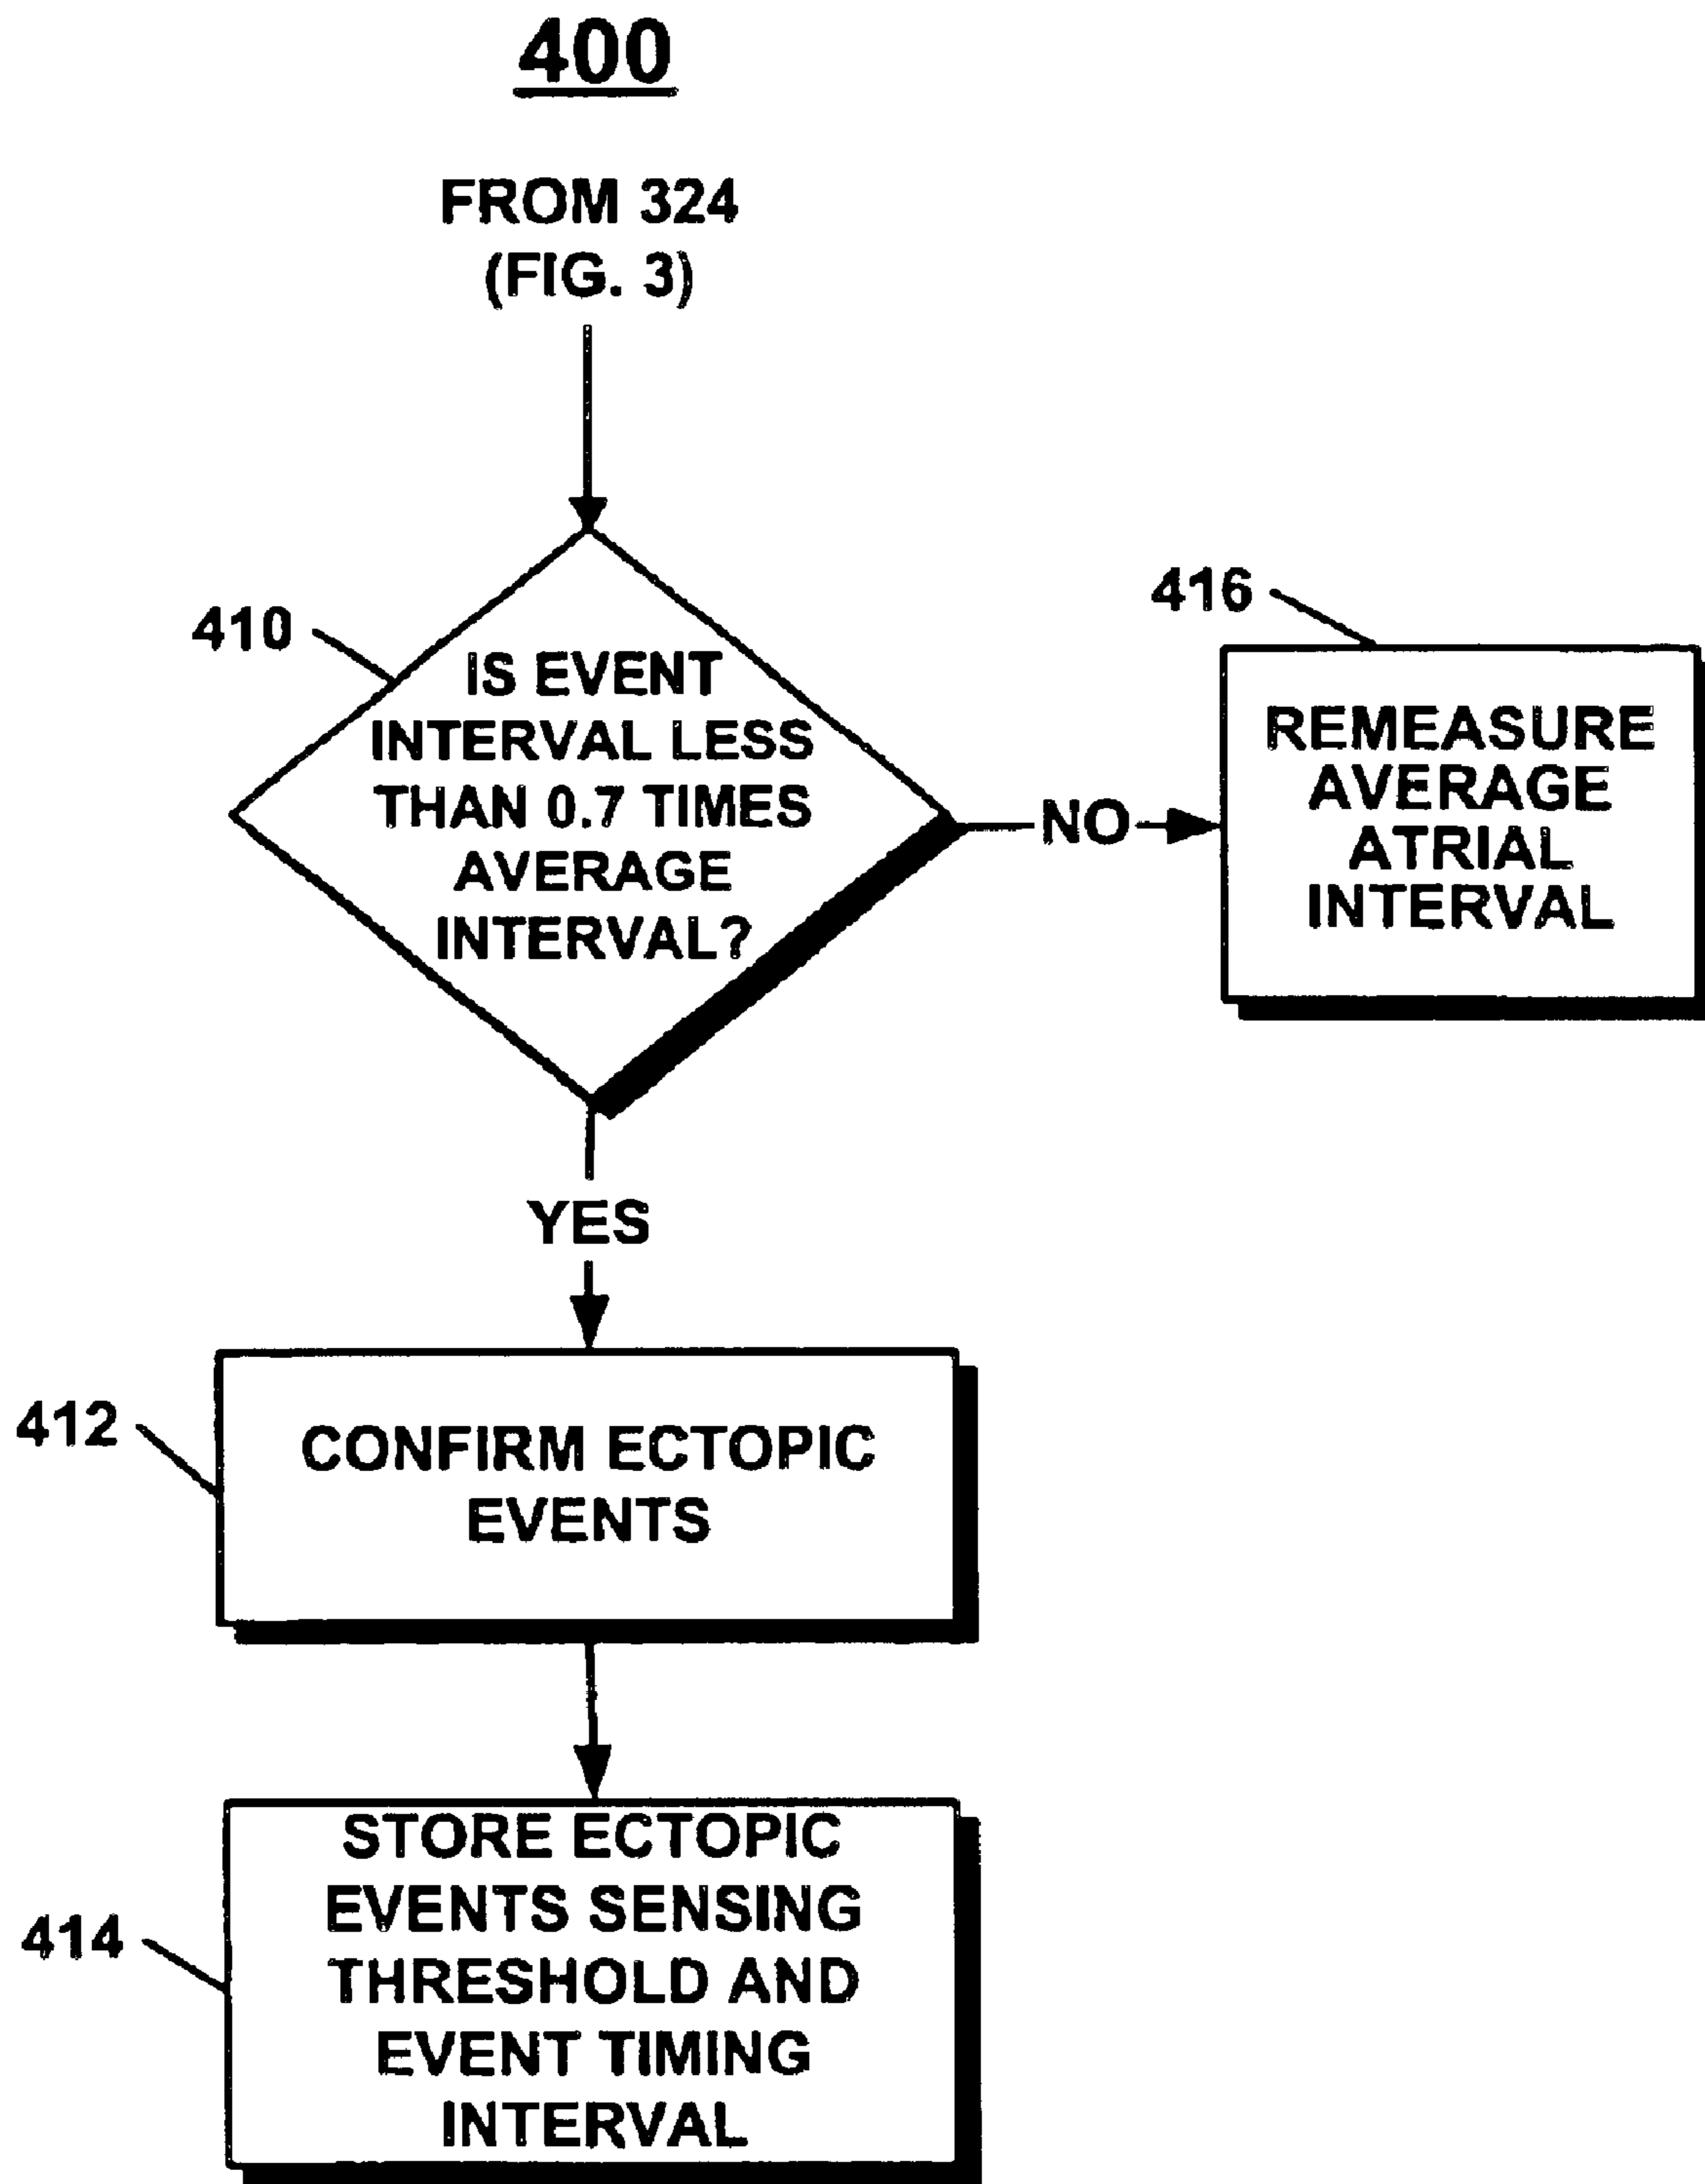 400
FROM 324
(FIG. 3)
410
IS EVENT
INTERVAL LESS
THAN 0.7 TIMES
AVERAGE
INTERVAL?
NO
416
REMEASURE
AVERAGE
ATRIAL
INTERVAL
YES
412
CONFIRM ECTOPIC
EVENTS
414
STORE ECTOPIC
EVENTS SENSING
THRESHOLD AND
EVENT TIMING
INTERVAL